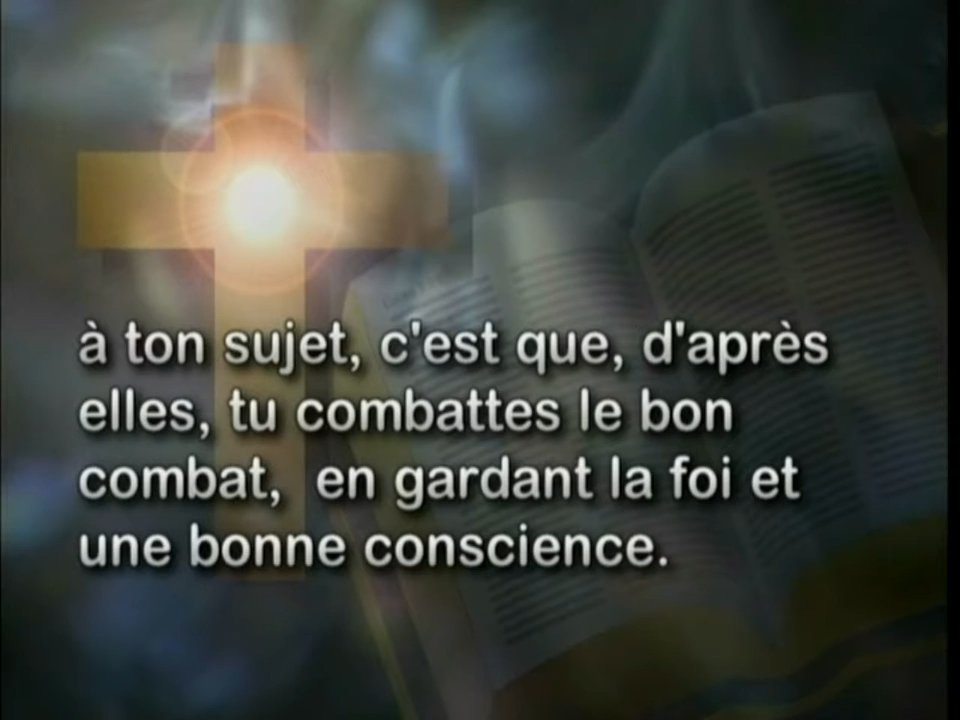 à ton sujet, c'est que, d'après
elles, tu combattes le bon
combat,  en gardant la foi et
une bonne conscience.